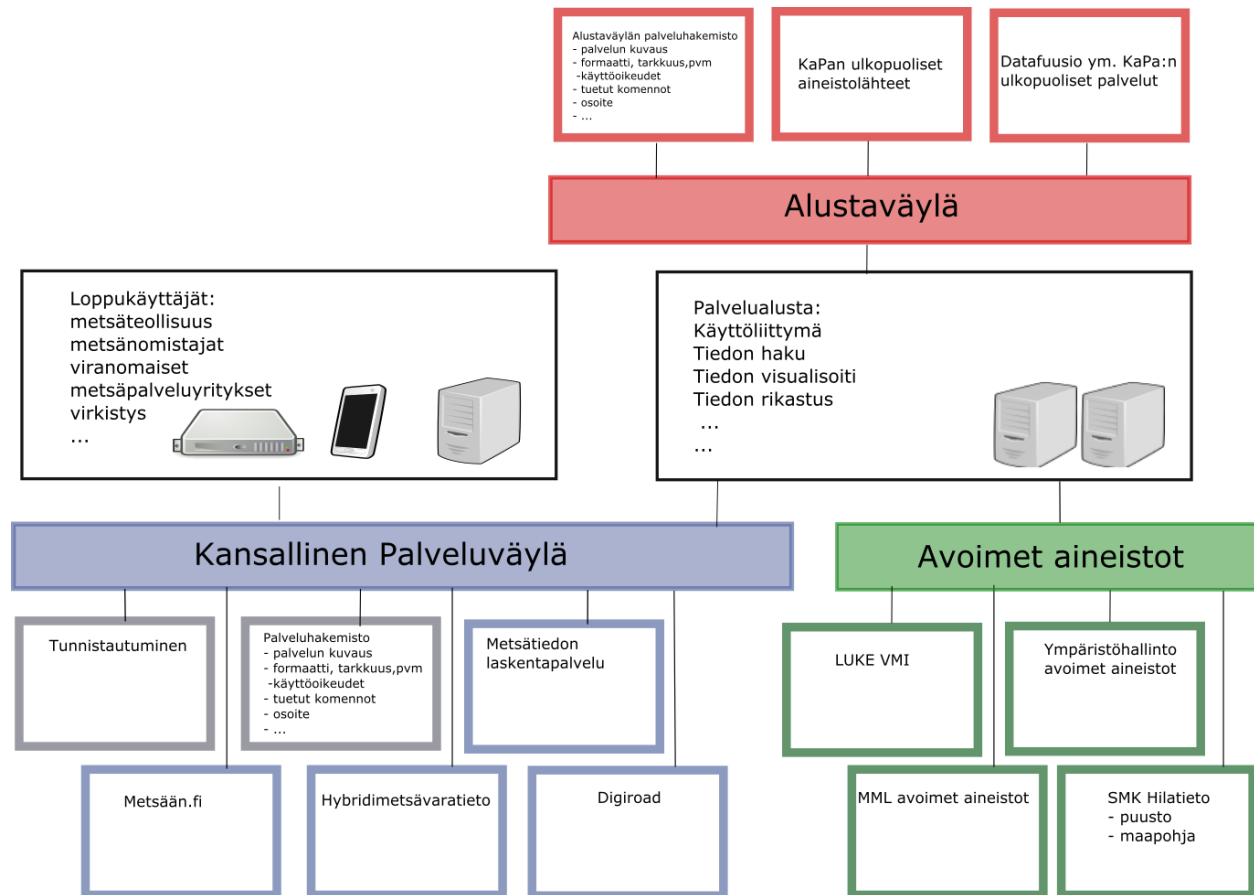 Alustaväylän palveluhakemisto
- palvelun kuvaus
- formaatti, tarkkuus,pvm
-käyttöoikeudet
- tuetut komennot
- osoite
- ...
KaPan ulkopuoliset
aineistolähteet
Datafuusio ym. KaPa:n
ulkopuoliset palvelut
Alustaväylä
Loppukäyttäjät:
metsäteollisuus
metsänomistajat
viranomaiset
metsäpalveluyritykset
virkistys
...
Palvelualusta:
Käyttöliittymä
Tiedon haku
Tiedon visualisoiti
Tiedon rikastus
...
...
Kansallinen Palveluväylä
Avoimet aineistot
Tunnistautuminen
Palveluhakemisto
- palvelun kuvaus
- formaatti, tarkkuus,pvm
-käyttöoikeudet
- tuetut komennot
- osoite
- ...
Metsätiedon
laskentapalvelu
LUKE VMI
Ympäristöhallinto
avoimet aineistot
Metsään.fi
Hybridimetsävaratieto
Digiroad
MML avoimet aineistot
SMK Hilatieto
- puusto
- maapohja